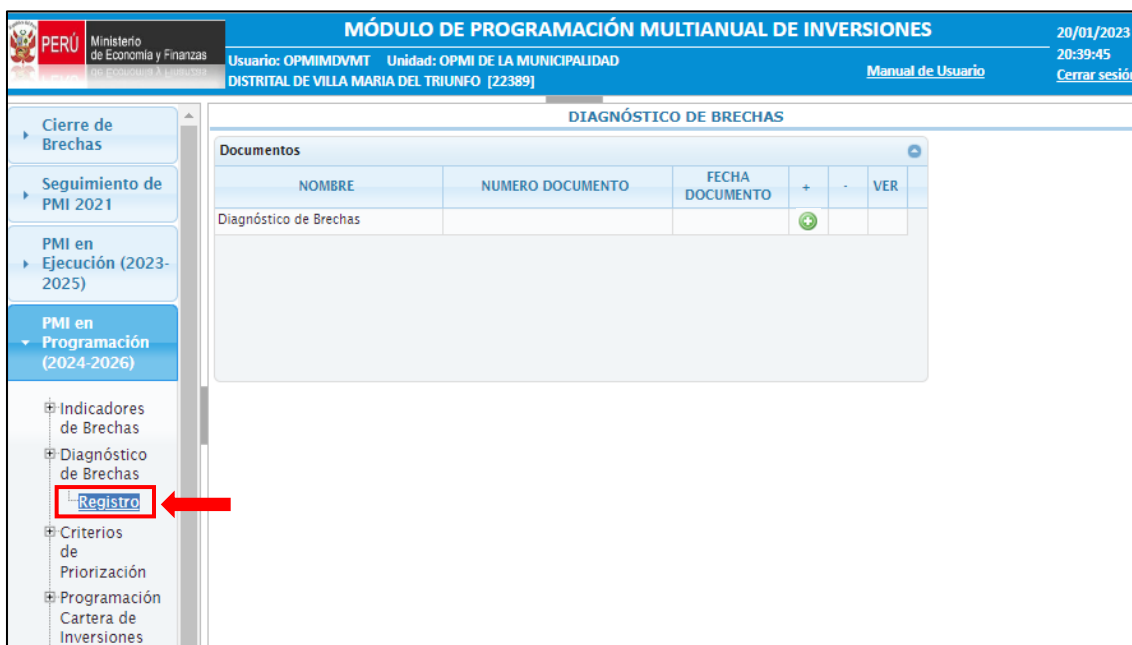 PERÚ
Ministerio
de Economía y Finanzas
MÓDULO DE PROGRAMACIÓN MULTIANUAL DE INVERSIONES
Usuario: OPMIMDVMT Unidad: OPMI DE LA MUNICIPALIDAD
DISTRITAL DE VILLA MARIA DEL TRIUNFO [22389]
Manual de Usuario
20/01/2023
20:39:45
Cerrar sesión
Cierre de
Brechas
Seguimiento de
PMI 2021
PMI en
Ejecución (2023-
2025)
PMI en
Programación
(2024-2026)
Indicadores
de Brechas
Diagnóstico
de Brechas
Registro
Criterios
de
Priorización
Programación
Cartera de
Inversiones
DIAGNÓSTICO DE BRECHAS
Documentos
NOMBRE NUMERO DOCUMENTO FECHA
DOCUMENTO + - VER
Diagnóstico de Brechas